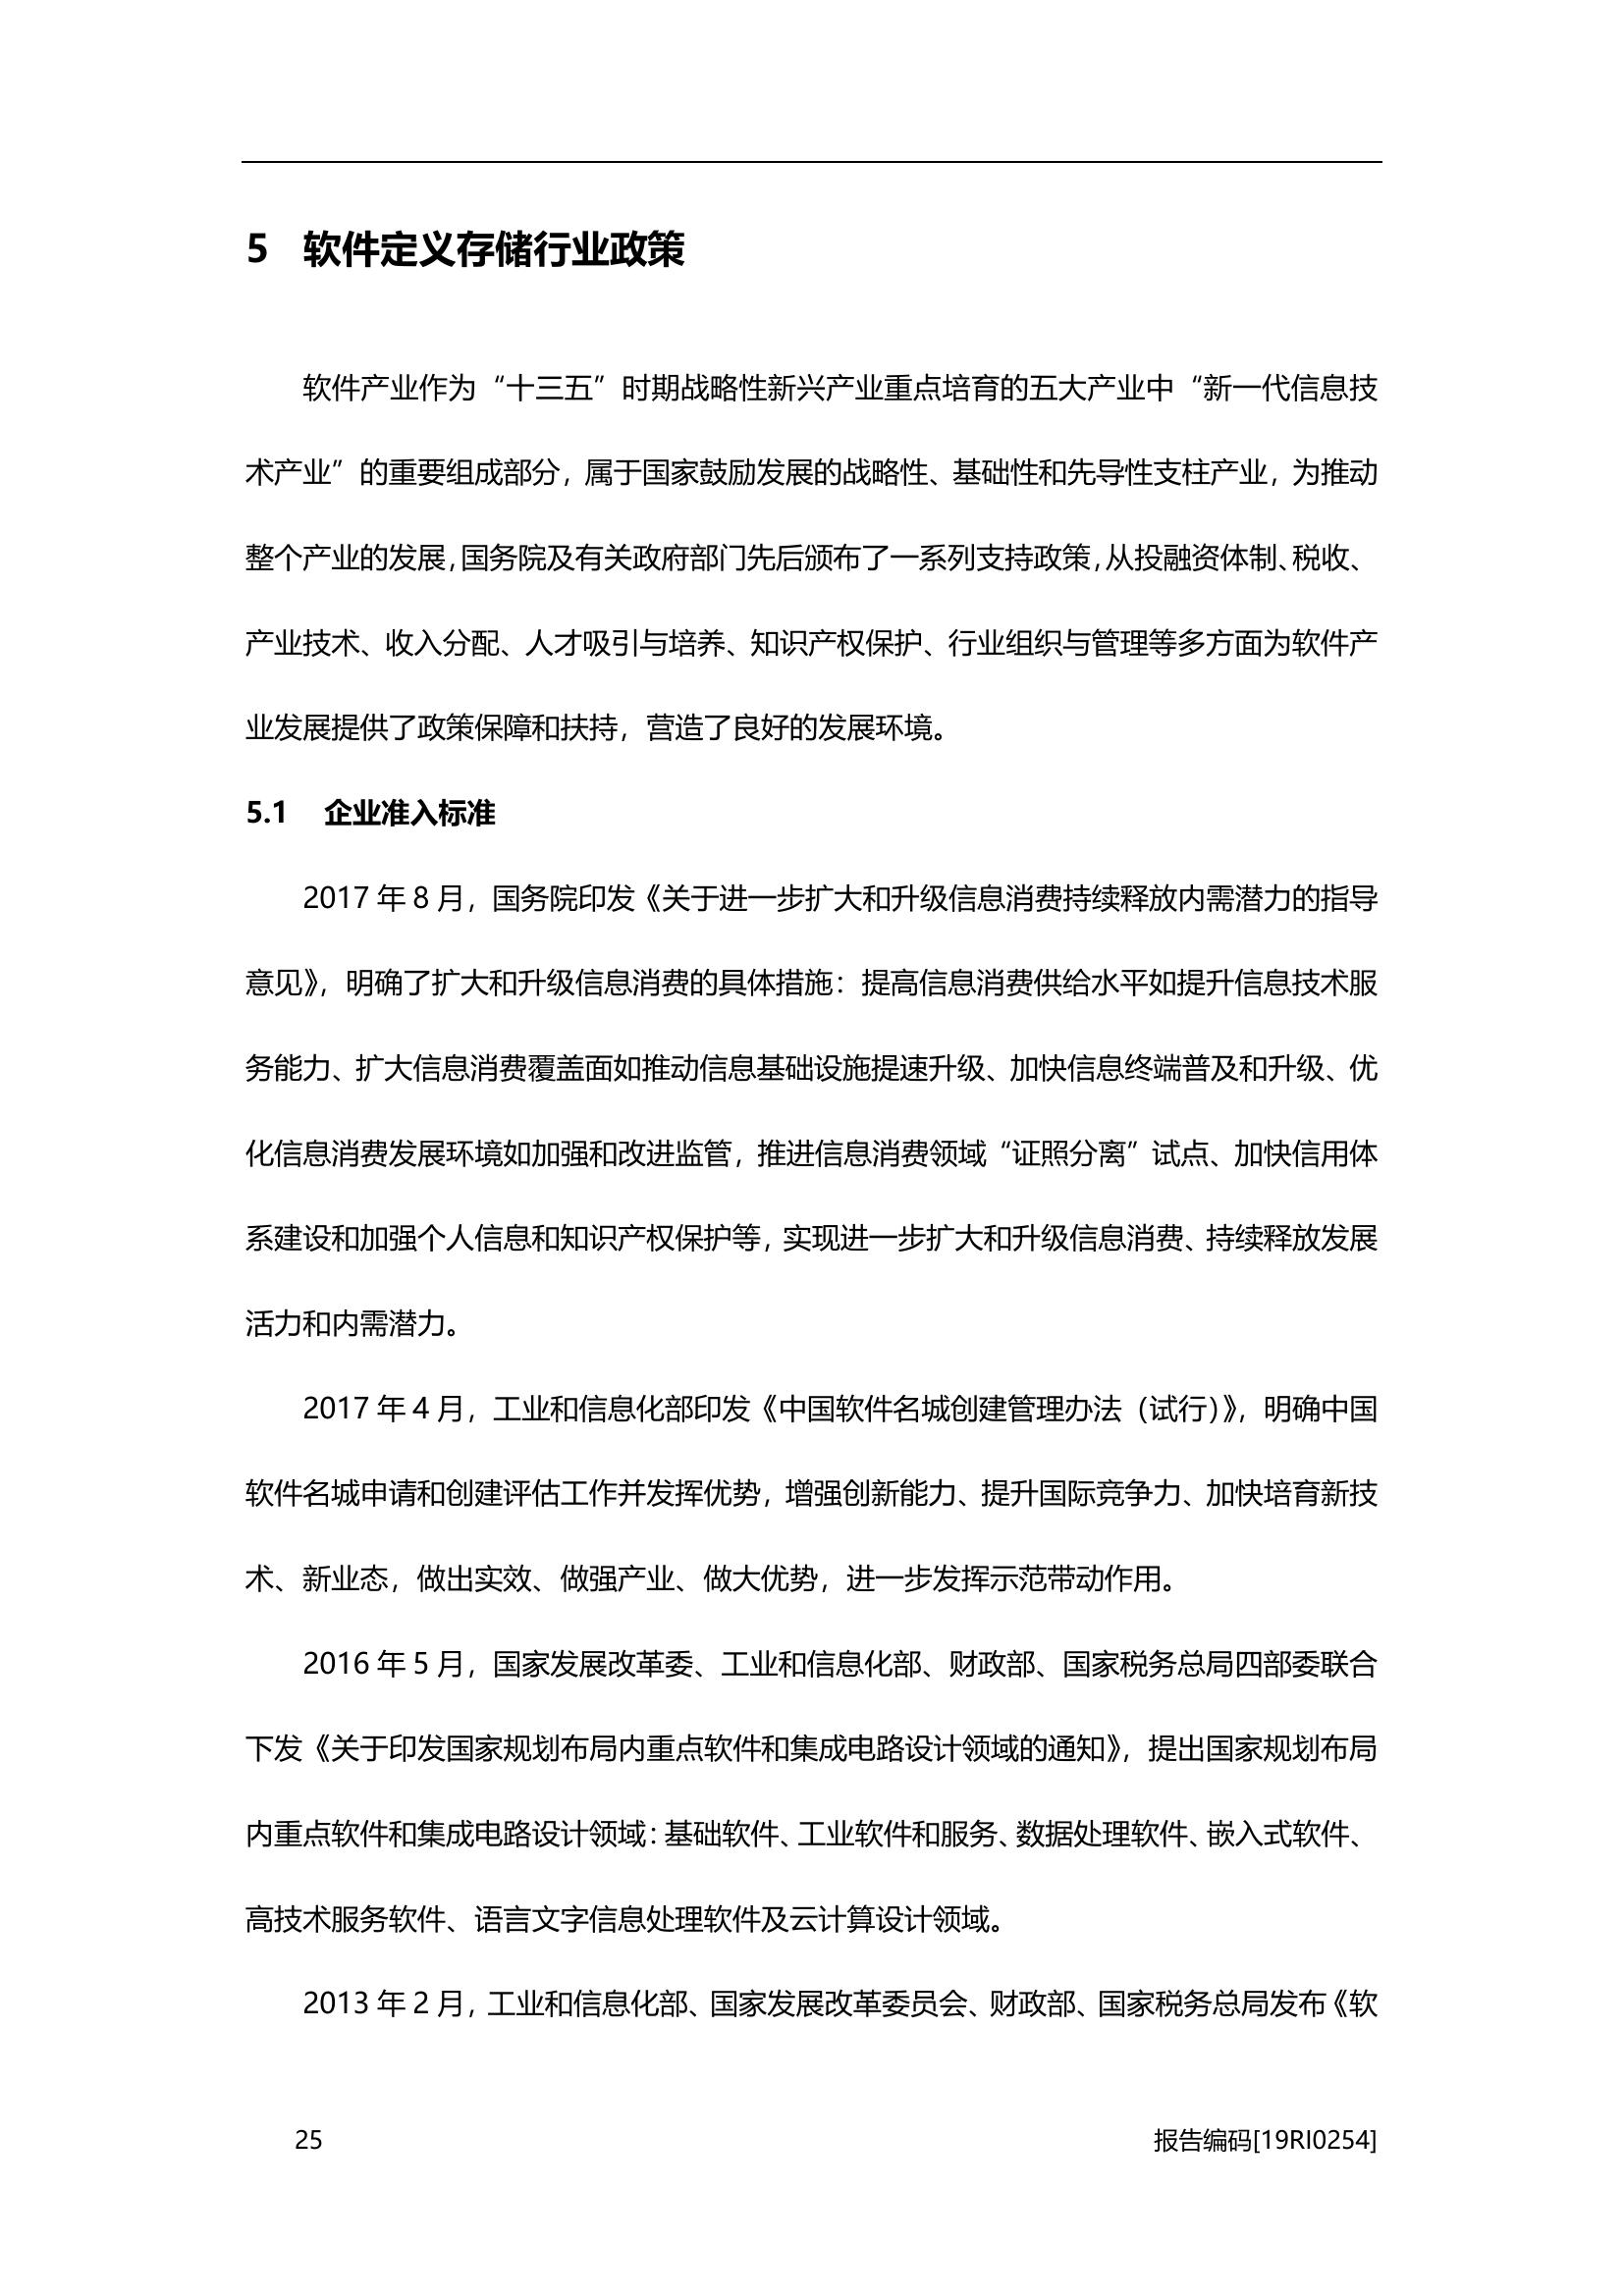 5 软件定义存储行业政策
软件产业作为“十三五”时期战略性新兴产业重点培育的五大产业中“新一代信息技
术产业”的重要组成部分，属于国家鼓励发展的战略性、基础性和先导性支柱产业，为推动
整个产业的发展，国务院及有关政府部门先后颁布了一系列支持政策，从投融资体制、税收、
产业技术、收入分配、人才吸引与培养、知识产权保护、行业组织与管理等多方面为软件产
业发展提供了政策保障和扶持，营造了良好的发展环境。
5.1 企业准入标准
2017 年 8 月，国务院印发《关于进一步扩大和升级信息消费持续释放内需潜力的指导
意见》，明确了扩大和升级信息消费的具体措施：提高信息消费供给水平如提升信息技术服
务能力、扩大信息消费覆盖面如推动信息基础设施提速升级、加快信息终端普及和升级、优
化信息消费发展环境如加强和改进监管，推进信息消费领域“证照分离”试点、加快信用体
系建设和加强个人信息和知识产权保护等，实现进一步扩大和升级信息消费、持续释放发展
活力和内需潜力。
2017 年 4 月，工业和信息化部印发《中国软件名城创建管理办法（试行）》，明确中国
软件名城申请和创建评估工作并发挥优势，增强创新能力、提升国际竞争力、加快培育新技
术、新业态，做出实效、做强产业、做大优势，进一步发挥示范带动作用。
2016 年 5 月，国家发展改革委、工业和信息化部、财政部、国家税务总局四部委联合
下发《关于印发国家规划布局内重点软件和集成电路设计领域的通知》，提出国家规划布局
内重点软件和集成电路设计领域：基础软件、工业软件和服务、数据处理软件、嵌入式软件、
高技术服务软件、语言文字信息处理软件及云计算设计领域。
2013 年 2 月，工业和信息化部、国家发展改革委员会、财政部、国家税务总局发布《软
25 报告编码[19RI0254]